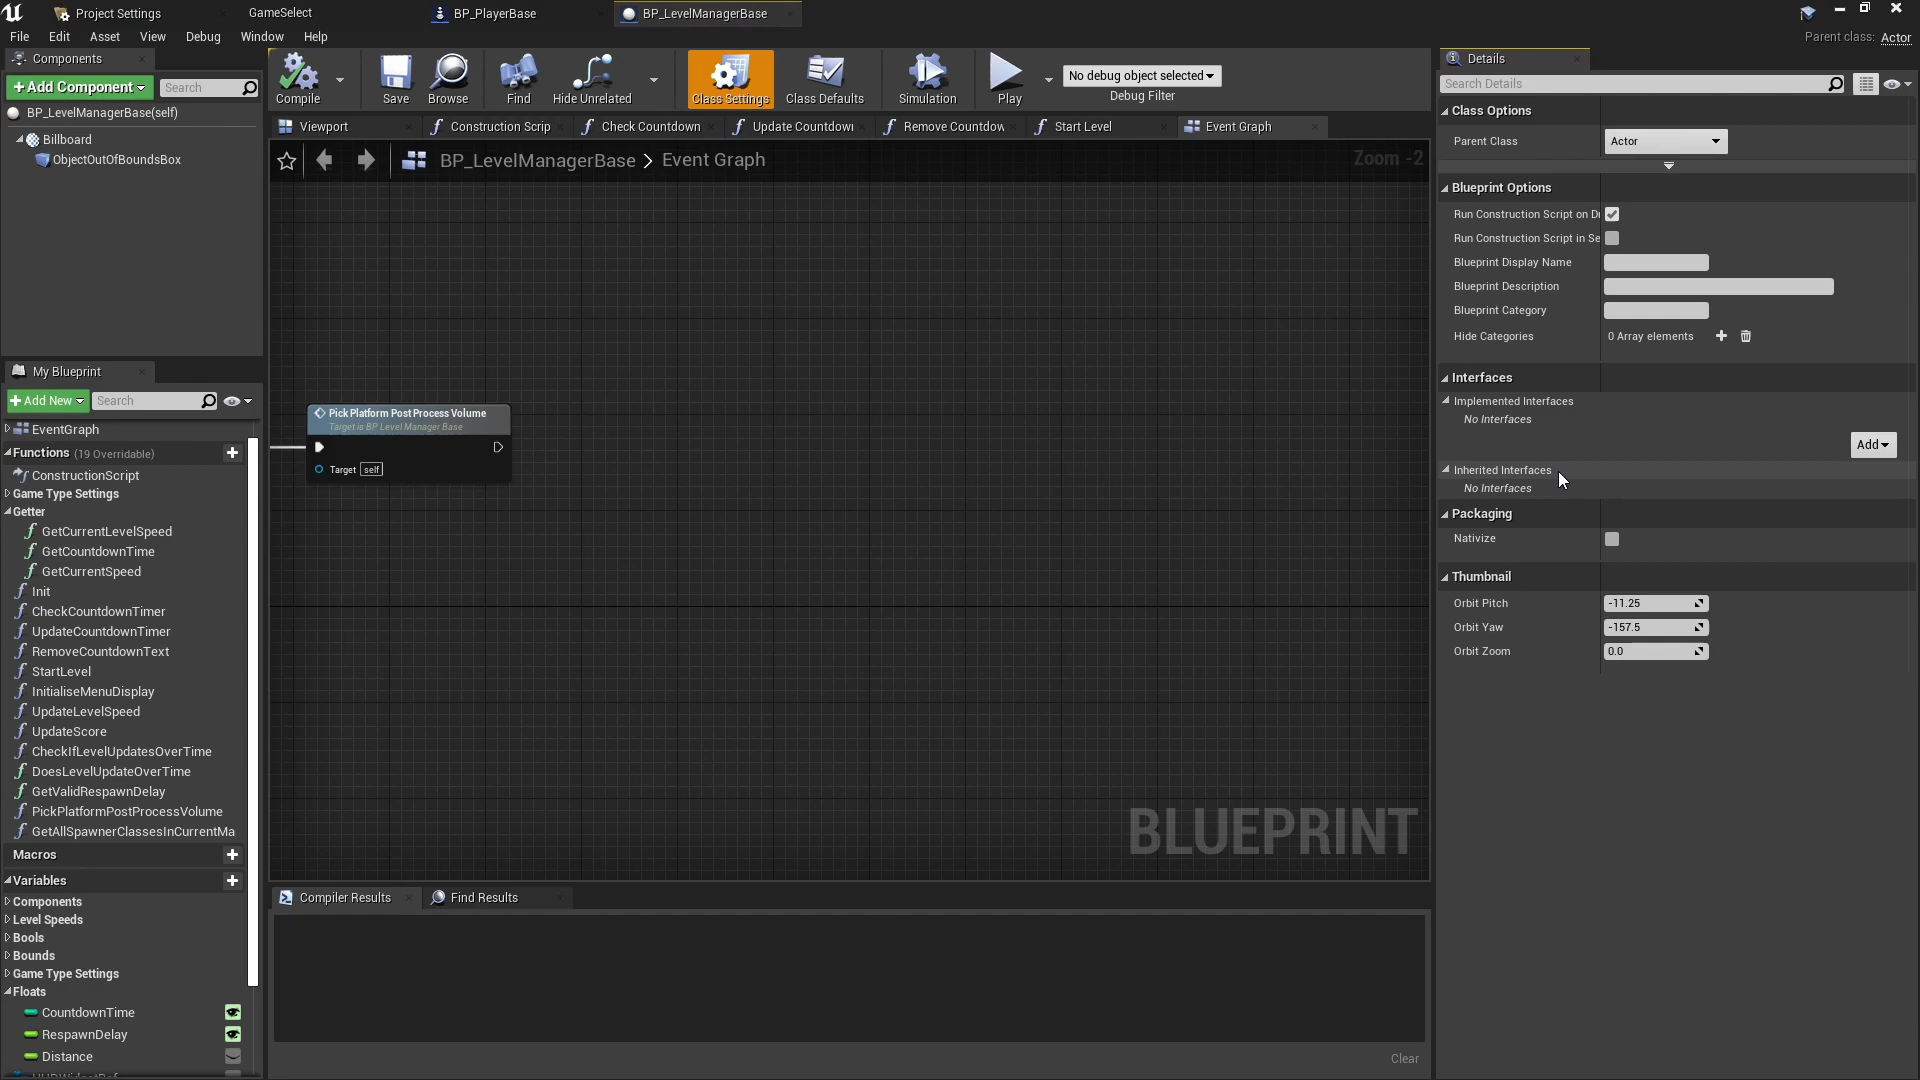 Project Settings
GameSelect
BP_PlayerBase
BP_LevelManagerBase
File
Edit
Asset
View
Debug
Window
Help
Parent class:
Actor
Components
Add Component
Search
BP_LevelManagerBase(self)
Billboard
ObjectOutOfBoundsBox
Compile
Save
Browse
Find
Hide Unrelated
Class Settings
Class Defaults
Simulation
Play
No debug object selected
Debug Filter
Viewport
Construction Scrip
Check Countdown
Update Countdown
Remove Countdow
Start Level
Event Graph
BP_LevelManagerBase > Event Graph
Zoom -2
Pick Platform Post Process Volume
Target is BP Level Manager Base
Target
self
BLUEPRINT
My Blueprint
Add New
Search
EventGraph
Functions (19 Overridable)
ConstructionScript
Game Type Settings
Getter
GetCurrentLevelSpeed
GetCountdownTime
GetCurrentSpeed
Init
CheckCountdownTimer
UpdateCountdownTimer
RemoveCountdownText
StartLevel
InitialiseMenuDisplay
UpdateLevelSpeed
UpdateScore
CheckIfLevelUpdatesOverTime
DoesLevelUpdateOverTime
GetValidRespawnDelay
PickPlatformPostProcessVolume
GetAllSpawnerClassesInCurrentMa
Macros
Variables
Components
Level Speeds
Bools
Bounds
Game Type Settings
Floats
CountdownTime
RespawnDelay
Distance
Compiler Results
Find Results
Clear
Details
Search Details
Class Options
Parent Class
Actor
Blueprint Options
Run Construction Script on D
Run Construction Script in Se
Blueprint Display Name
Blueprint Description
Blueprint Category
Hide Categories
0 Array elements
Interfaces
Implemented Interfaces
No Interfaces
Add
Inherited Interfaces
No Interfaces
Packaging
Nativize
Thumbnail
Orbit Pitch
-11.25
Orbit Yaw
-157.5
Orbit Zoom
0.0